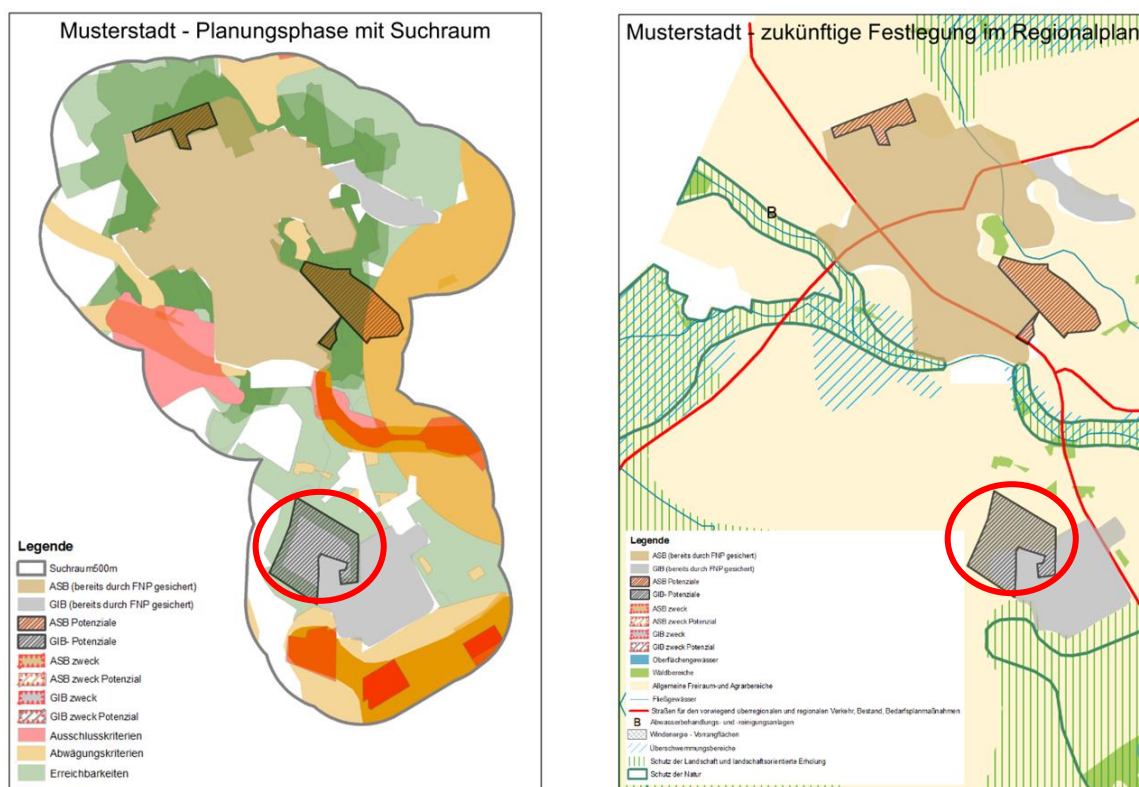 Musterstadt - Planungsphase mit Suchraum
Legende
Suchraum500m
ASB (bereits durch FNP gesichert)
GIB (bereits durch FNP gesichert)
ASB Potenziale
GIB- Potenziale
ASB zweck
ASB zweck Potenzial
GIB zweck
GIB zweck Potenzial
Ausschlusskriterien
Abwägungskriterien
Erreichbarkeiten
Musterstadt - zukünftige Festlegung im Regionalplan
B
Legende
ASB (bereits durch FNP gesichert)
GIB (bereits durch FNP gesichert)
ASB Potenziale
GIB- Potenziale
ASB zweck
ASB zweck Potenzial
GIB zweck
GIB zweck Potenzial
Oberflächengewässer
Waldbereiche
Allgemeine Freiraum-und Agrarbereiche
Fließgewässer
Straßen für den vorwiegend überregionalen und regionalen Verkehr, Bestand, Bedarfsplanmaßnahmen
B Abwasserbehandlungs- und -reinigungsanlagen
Windenergie - Vorrangflächen
Überschwemmungsbereiche
Schutz der Landschaft und landschaftsorientierte Erholung
Schutz der Natur